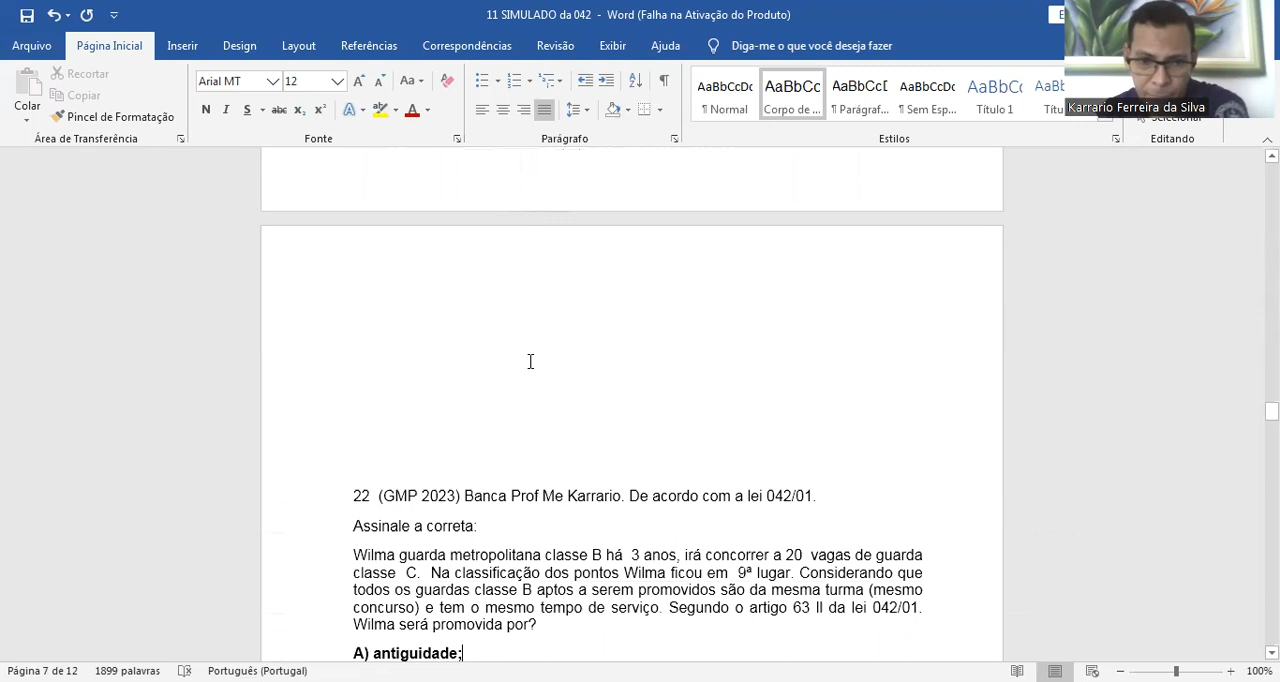 11 SIMULADO da 042 - Word (Falha na Ativação do Produto)
Arquivo Página Inicial Inserir Design Layout Referências Correspondências Revisão Exibir Ajuda Diga-me o que você deseja fazer
Colar
Recortar
Copiar
Pincel de Formatação
Área de Transferência
Arial MT 12
Fonte
Parágrafo
AaBbCcDc AaBbCc AaBbCcI AaBbCcDc AaBbCc AaBb
¶ Normal Corpo de ... ¶ Parágraf... ¶ Sem Esp... Título 1 Títu
Estilos
Karrario Ferreira da Silva
Selecionar
Editando
22 (GMP 2023) Banca Prof Me Karrario. De acordo com a lei 042/01.
Assinale a correta:
Wilma guarda metropolitana classe B há 3 anos, irá concorrer a 20 vagas de guarda
classe C. Na classificação dos pontos Wilma ficou em 9ª lugar. Considerando que
todos os guardas classe B aptos a serem promovidos são da mesma turma (mesmo
concurso) e tem o mesmo tempo de serviço. Segundo o artigo 63 II da lei 042/01.
Wilma será promovida por?
A) antiguidade;
Página 7 de 12 1899 palavras Português (Portugal) 100%